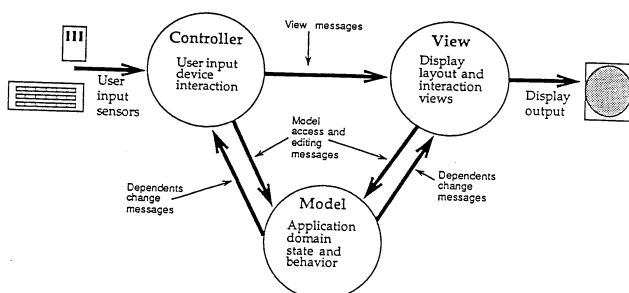 View messages
Controller
User input
device
interaction
View
Display
layout and
interaction
views
User
input
sensors
Display
output
Model
access and
editing
messages
Dependents
change
messages
Dependents
change
messages
Model
Application
domain
state and
behavior